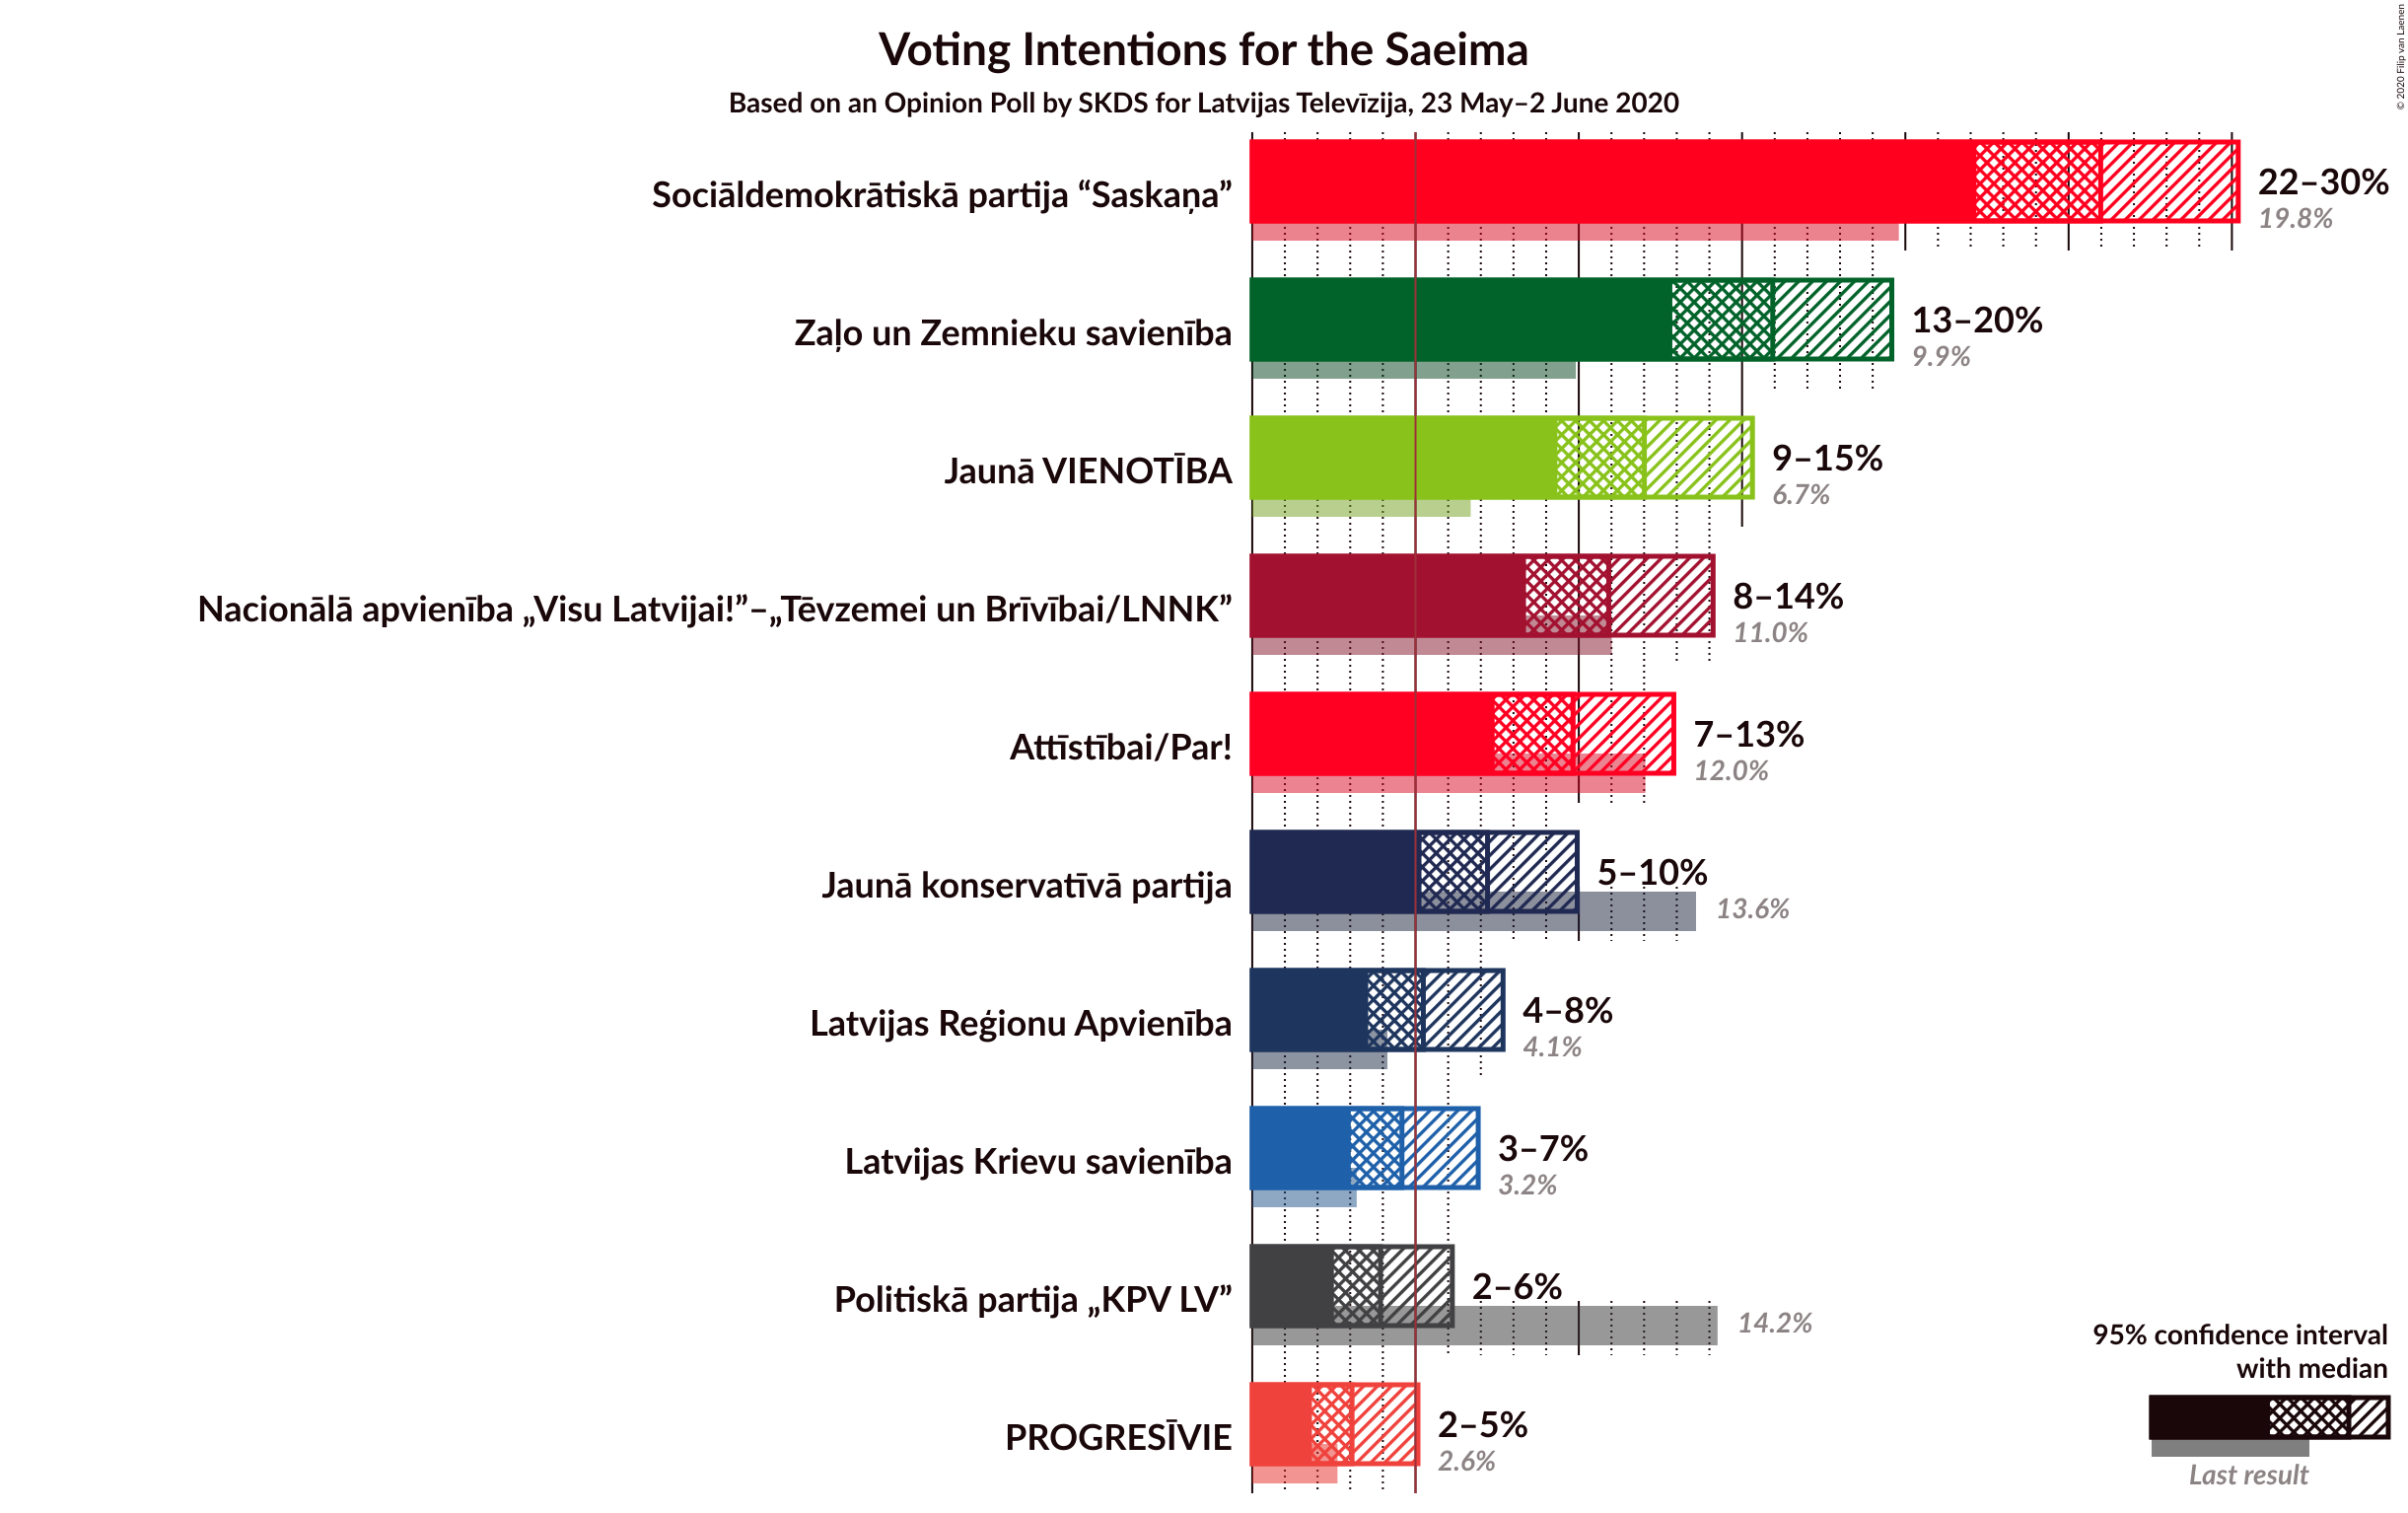 Voting Intentions for the Saeima
Based on an Opinion Poll by SKDS for Latvijas Televīzija, 23 May–2 June 2020
© 2020 Filip van Laenen
Sociāldemokrātiskā partija “Saskaņa”
22–30%
19.8%
Zaļo un Zemnieku savienība
13–20%
9.9%
Jaunā VIENOTĪBA
9–15%
6.7%
Nacionālā apvienība „Visu Latvijai!”–„Tēvzemei un Brīvībai/LNNK”
8–14%
11.0%
Attīstībai/Par!
7–13%
12.0%
Jaunā konservatīvā partija
5–10%
13.6%
Latvijas Reģionu Apvienība
4–8%
4.1%
Latvijas Krievu savienība
3–7%
3.2%
Politiskā partija „KPV LV”
2–6%
14.2%
PROGRESĪVIE
2–5%
2.6%
95% confidence interval
with median
Last result